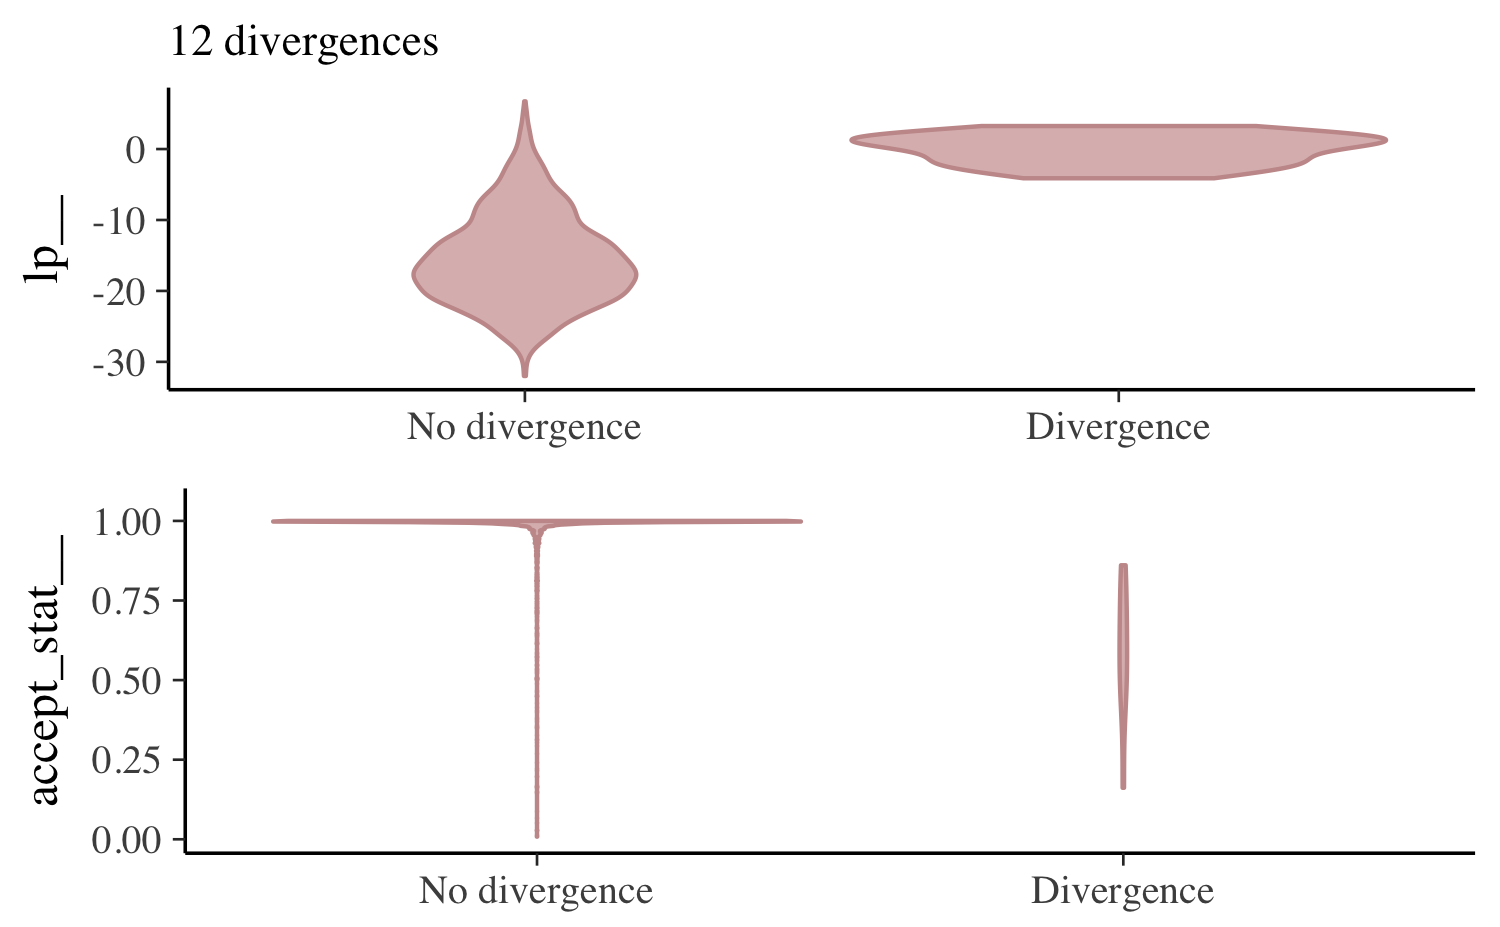 12 divergences
lp__
0
-10
-20
-30
No divergence
Divergence
accept_stat__
1.00
0.75
0.50
0.25
0.00
No divergence
Divergence